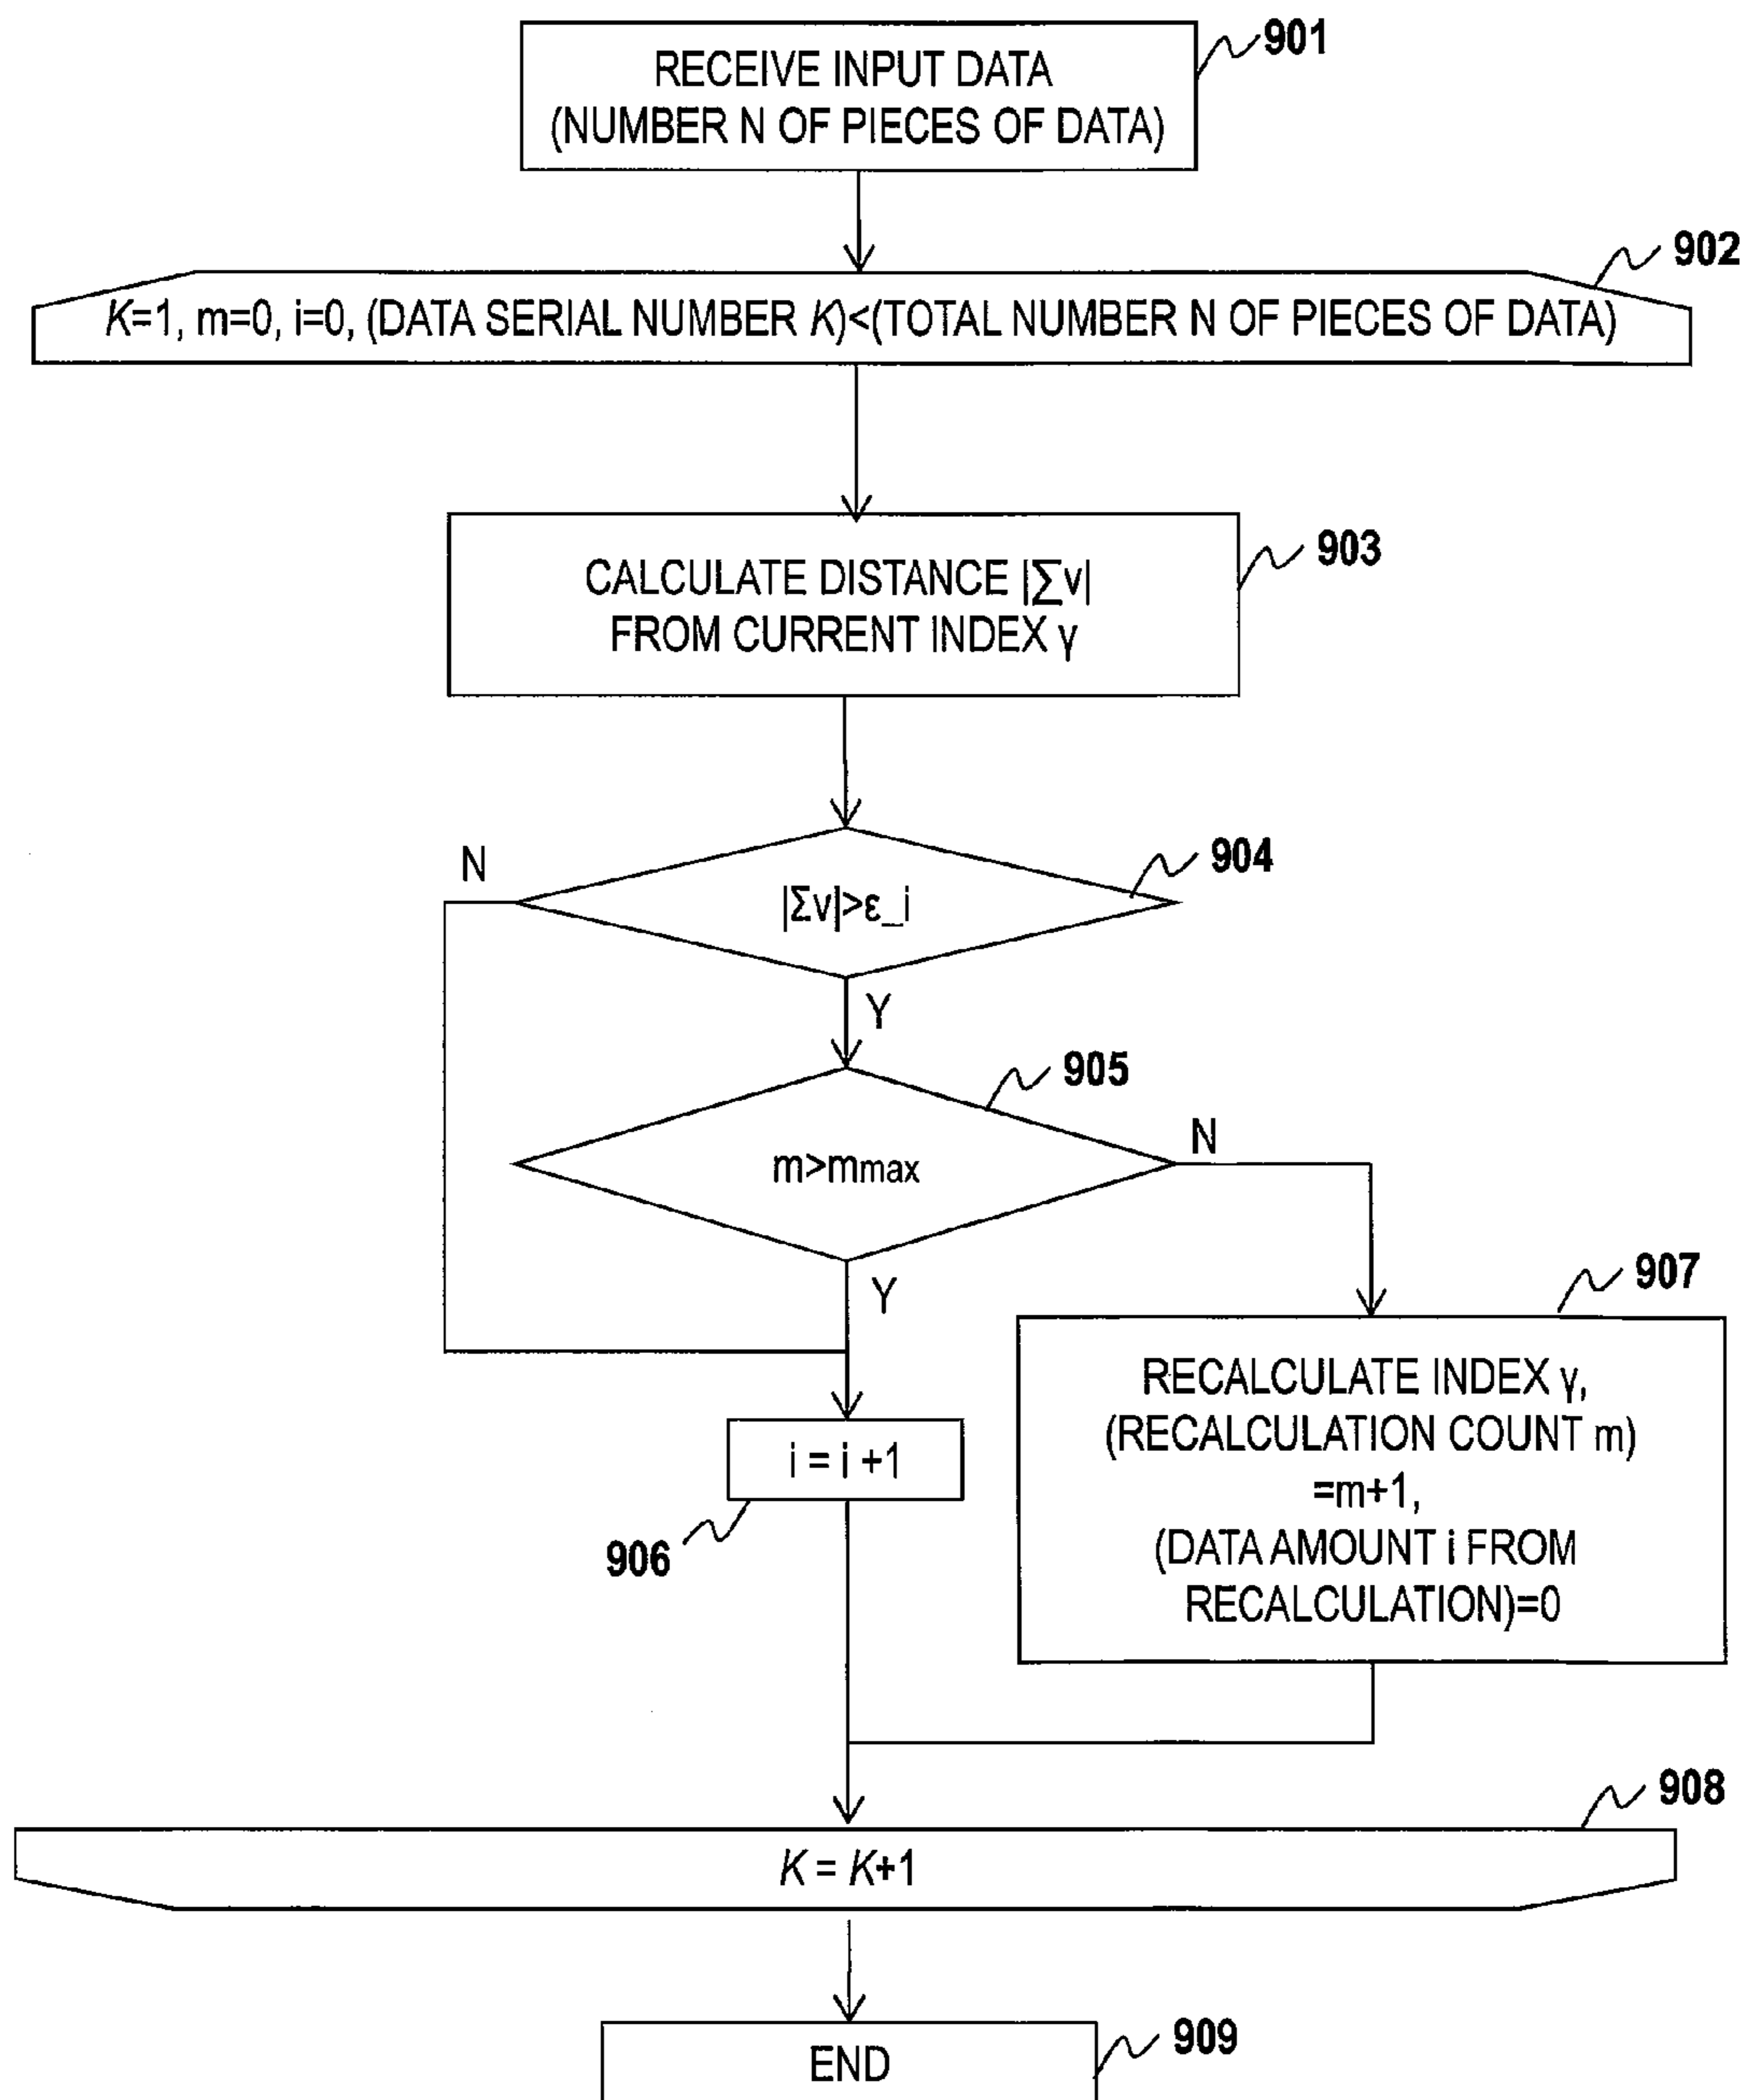 901
RECEIVE INPUT DATA
(NUMBER N OF PIECES OF DATA)
902
K=1, m=0, i=0, (DATA SERIAL NUMBER K)<(TOTAL NUMBER N OF PIECES OF DATA)
903
CALCULATE DISTANCE |∑v|
FROM CURRENT INDEX γ
904
N
|Σv|>ε_i
Y
905
N
m>mmax
Y
907
RECALCULATE INDEX γ,
(RECALCULATION COUNT m)
=m+1,
(DATA AMOUNT i FROM
RECALCULATION)=0
i = i +1
906
908
K = K+1
909
END